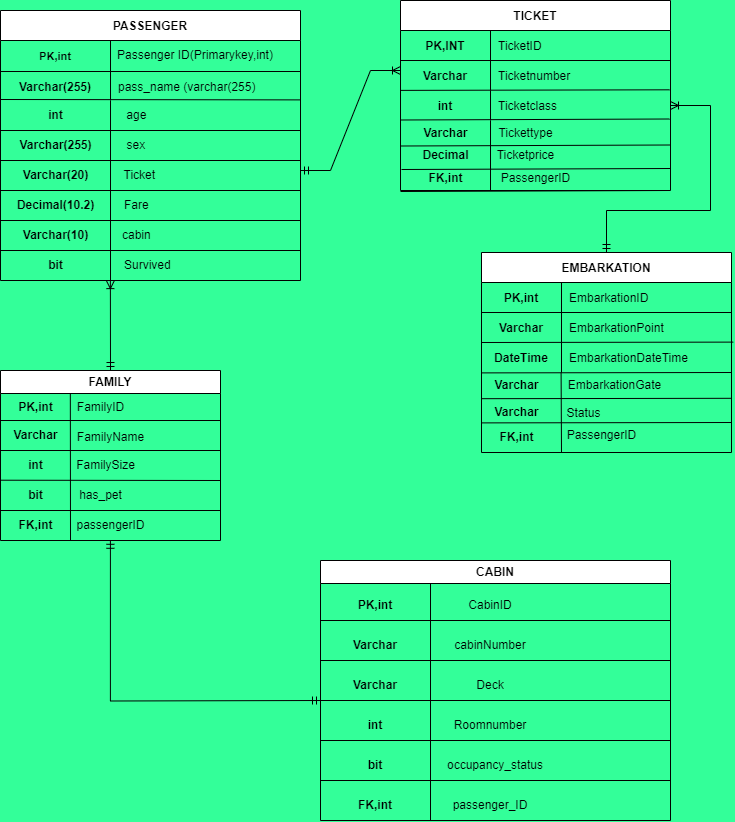 PASSENGER
PK,int Passenger ID(Primarykey,int)
Varchar(255) pass_name (varchar(255)
int age
Varchar(255) sex
Varchar(20) Ticket
Decimal(10.2) Fare
Varchar(10) cabin
bit Survived
TICKET
PK,INT TicketID
Varchar Ticketnumber
int Ticketclass
Varchar Tickettype
Decimal Ticketprice
FK,int PassengerID
EMBARKATION
PK,int EmbarkationID
Varchar EmbarkationPoint
DateTime EmbarkationDateTime
Varchar EmbarkationGate
Varchar Status
FK,int PassengerID
FAMILY
PK,int FamilyID
Varchar FamilyName
int FamilySize
bit has_pet
FK,int passengerID
CABIN
PK,int CabinID
Varchar cabinNumber
Varchar Deck
int Roomnumber
bit occupancy_status
FK,int passenger_ID